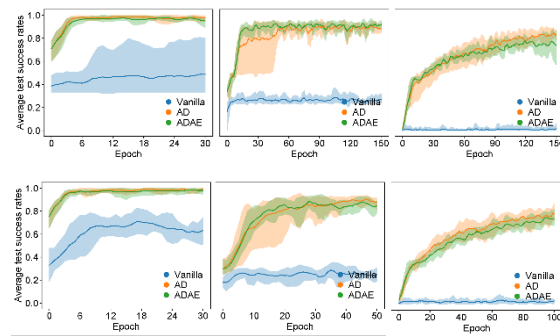 Average test success rates
1.0
0.8
0.6
0.4
0.2
0.0
Vanilla
AD
ADAE
0 6 12 18 24 30
Epoch
Vanilla
AD
ADAE
0 30 60 90 120 150
Epoch
Vanilla
AD
ADAE
0 30 60 90 120 150
Epoch
Average test success rates
1.0
0.8
0.6
0.4
0.2
0.0
Vanilla
AD
ADAE
0 6 12 18 24 30
Epoch
Vanilla
AD
ADAE
0 10 20 30 40 50
Epoch
Vanilla
AD
ADAE
0 20 40 60 80 100
Epoch